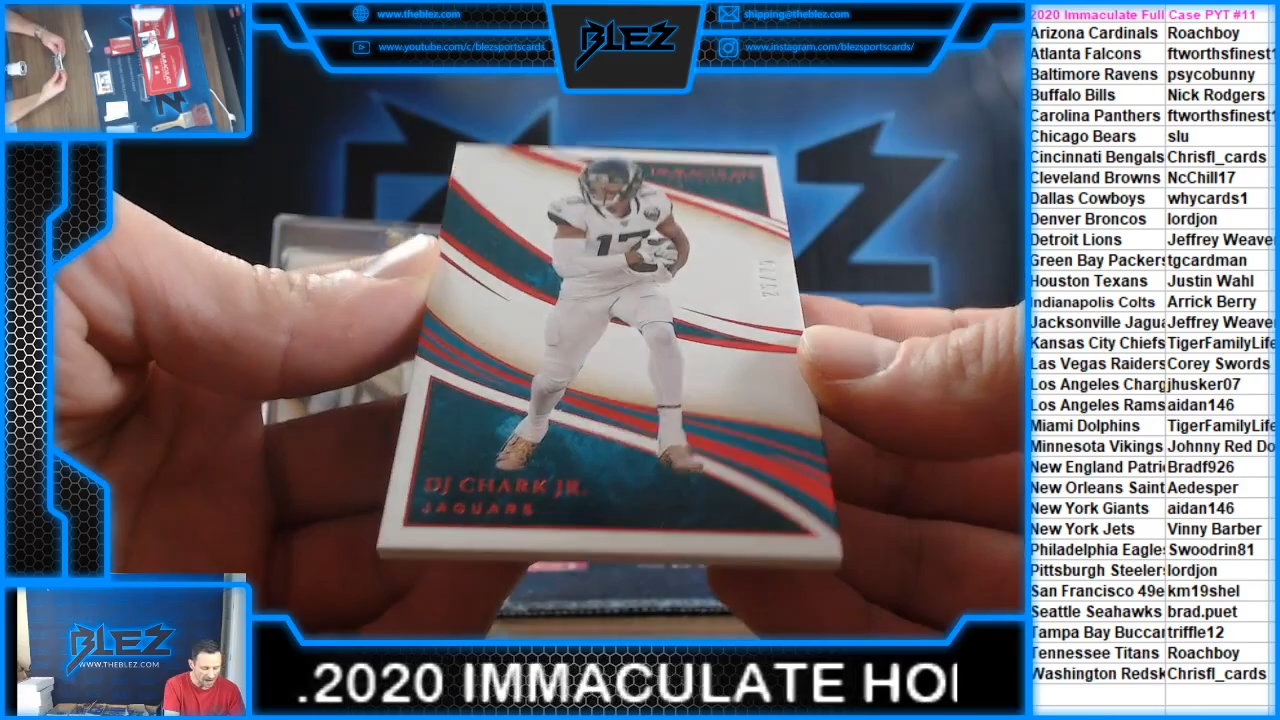 www.theblez.com
www.youtube.com/c/blezsportscards
BLEZ
shipping@theblez.com
www.instagram.com/blezsportscards/
2020 Immaculate Full Case PYT #11
Arizona Cardinals Roachboy
Atlanta Falcons ftworthsfinest
Baltimore Ravens psycobunny
Buffalo Bills Nick Rodgers
Carolina Panthers ftworthsfinest
Chicago Bears slu
Cincinnati Bengals Chrisfl_cards
Cleveland Browns NcChill17
Dallas Cowboys whycards1
Denver Broncos lordjon
Detroit Lions Jeffrey Weave
Green Bay Packers tgcardman
Houston Texans Justin Wahl
Indianapolis Colts Arrick Berry
Jacksonville Jagua Jeffrey Weave
Kansas City Chiefs TigerFamilyLife
Las Vegas Raiders Corey Swords
Los Angeles Charg jhusker07
Los Angeles Rams aidan146
Miami Dolphins TigerFamilyLife
Minnesota Vikings Johnny Red Do
New England Patri Bradf926
New Orleans Saint Aedesper
New York Giants aidan146
New York Jets Vinny Barber
Philadelphia Eagle Swoodrin81
Pittsburgh Steelers lordjon
San Francisco 49e km19shel
Seattle Seahawks brad.puet
Tampa Bay Buccar triffle12
Tennessee Titans Roachboy
Washington Redsk Chrisfl_cards
IMMACULATE
17
DJ CHARK JR.
JAGUARS
BLEZ
WWW.THEBLEZ.COM
.2020 IMMACULATE HO